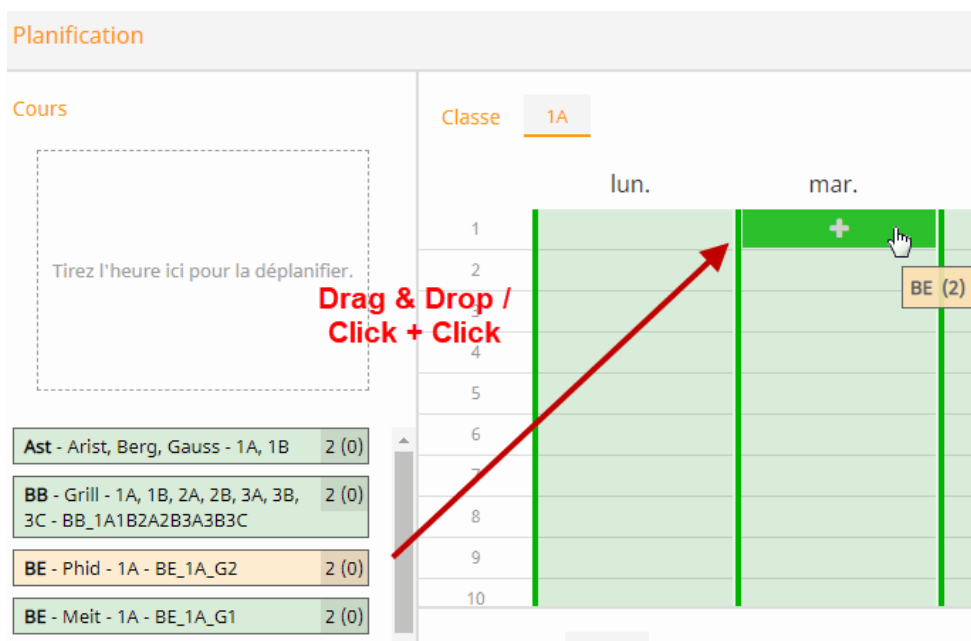 Planification
Cours
Classe 1A
lun. mar.
1
2
Tirez l'heure ici pour la déplanifier.
BE (2)
Drag & Drop /
3
Click + Click
4
5
6
7
8
9
10
Ast - Arist, Berg, Gauss - 1A, 1B 2 (0)
BB - Grill - 1A, 1B, 2A, 2B, 3A, 3B, 2 (0)
3C - BB_1A1B2A2B3A3B3C
BE - Phid - 1A - BE_1A_G2 2 (0)
BE - Meit - 1A - BE_1A_G1 2 (0)